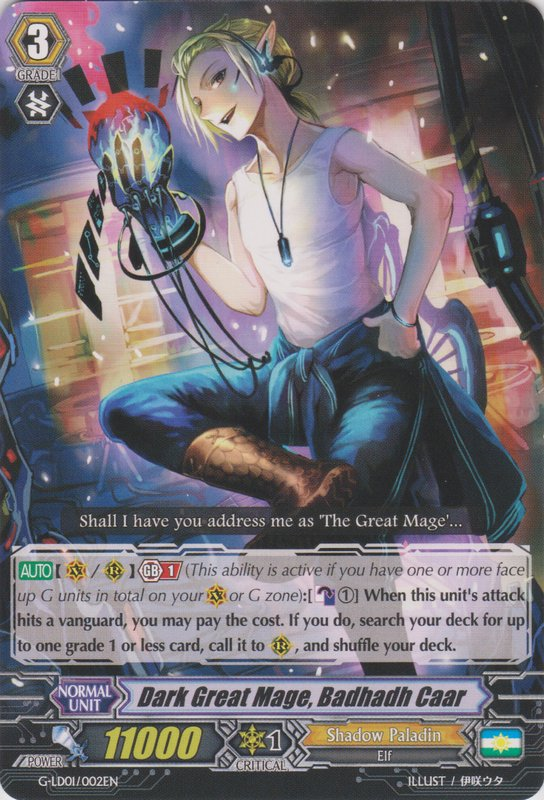 3
GRADE
Shall I have you address me as 'The Great Mage'...
AUTO【 V / R 】GB 1 (This ability is active if you have one or more face
up G units in total on your V or G zone):[ ①] When this unit's attack
hits a vanguard, you may pay the cost. If you do, search your deck for up
to one grade 1 or less card, call it to R , and shuffle your deck.
NORMAL
UNIT
Dark Great Mage, Badhadh Caar
POWER
11000
1
CRITICAL
Shadow Paladin
Elf
G-LD01/002EN
ILLUST / 伊咲ウタ